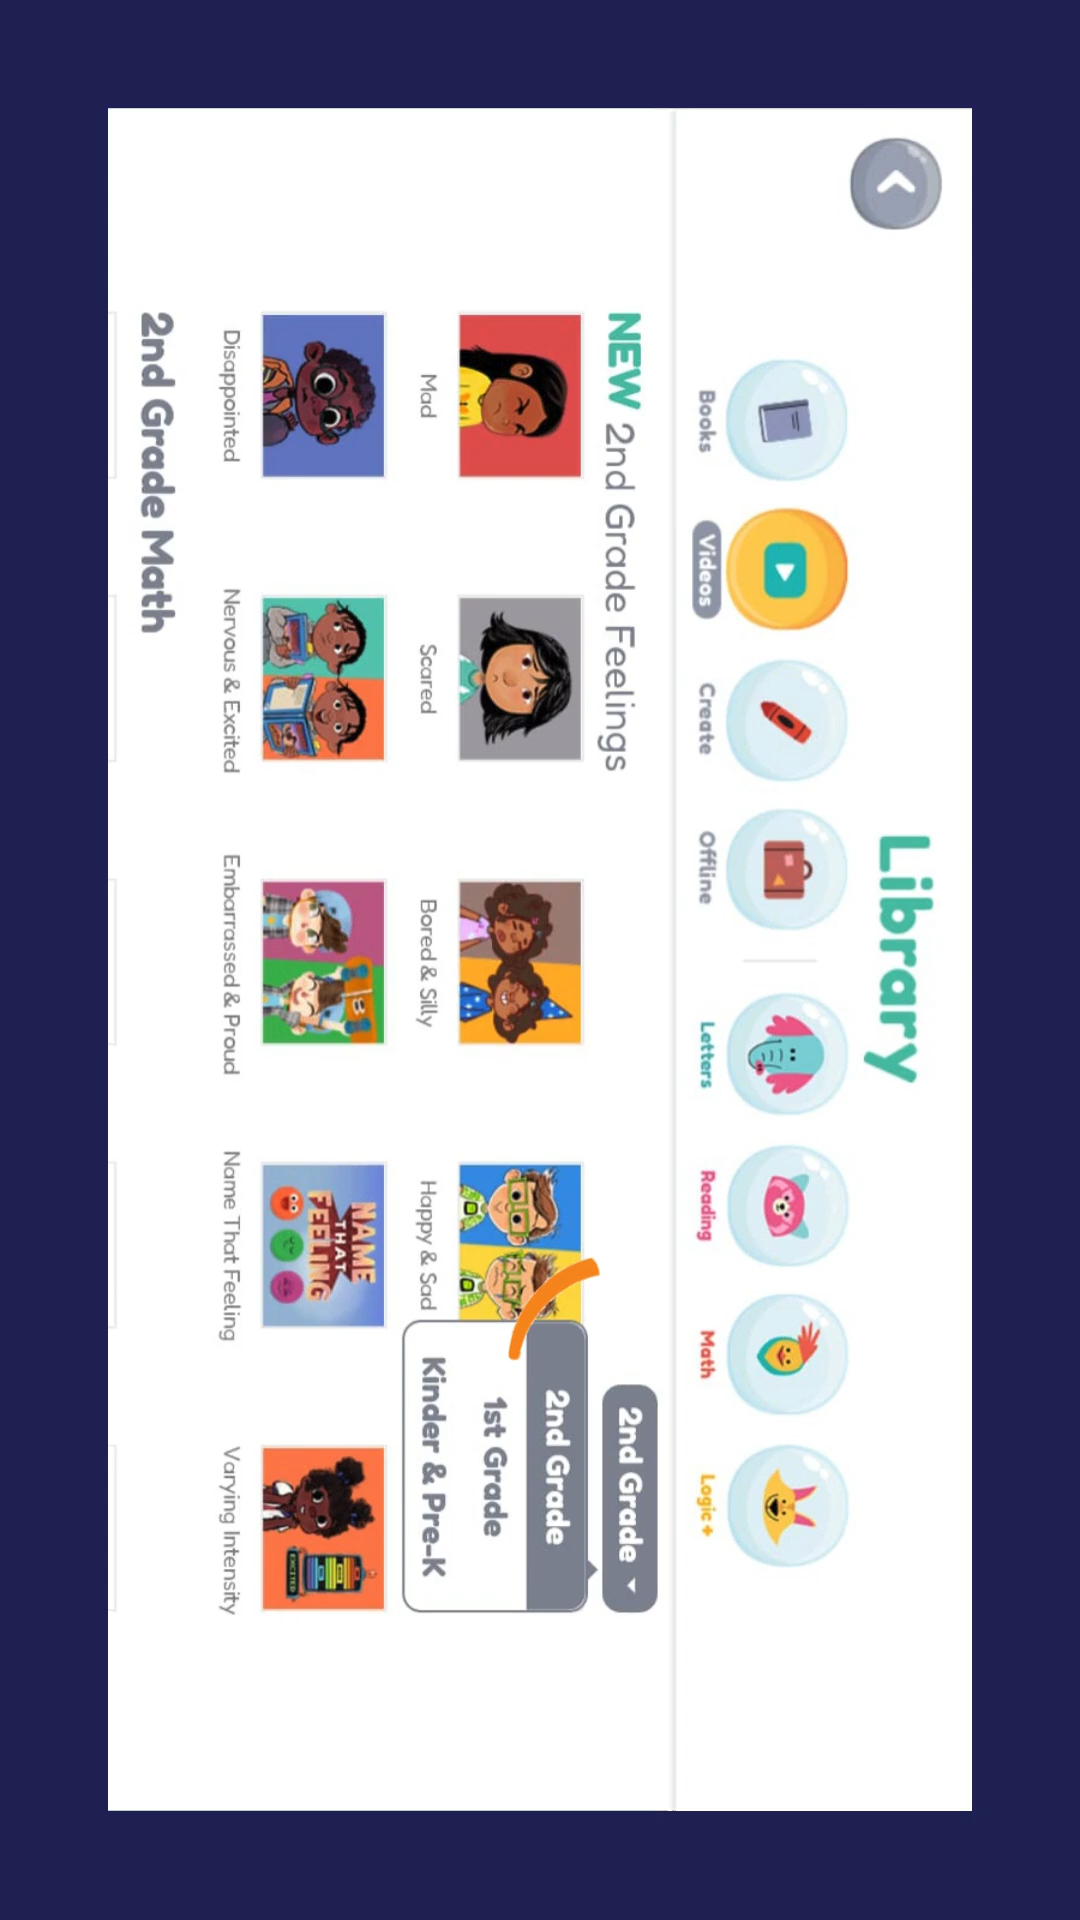 Library
Books
Videos
Create
Offline
Letters
Reading
Math
Logic +
NEW 2nd Grade Feelings
2nd Grade
2nd Grade
1st Grade
Kinder & Pre-K
Mad
Scared
Bored & Silly
Happy & Sad
NAME
THAT
FEELING
EXCITED
Disappointed
Nervous & Excited
Embarrassed & Proud
Name That Feeling
Varying Intensity
2nd Grade Math